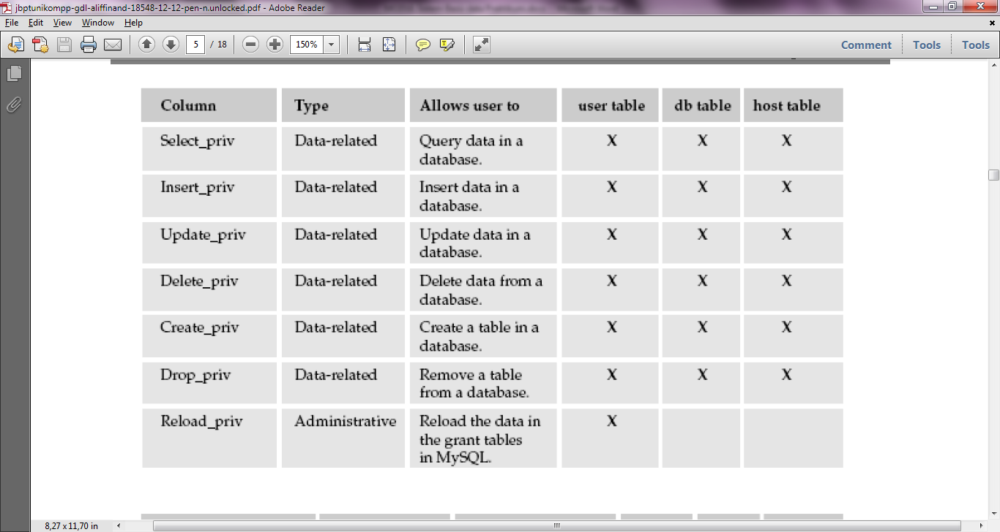 jbptunikompp-gdl-aliffinand-18548-12-12-pen-n.unlocked.pdf - Adobe Reader
File Edit View Window Help
5 / 18 150% Comment Tools Tools
Column Type Allows user to user table db table host table
Select_priv Data-related Query data in a X X X
database.
Insert_priv Data-related Insert data in a X X X
database.
Update_priv Data-related Update data in a X X X
database.
Delete_priv Data-related Delete data from a X X X
database.
Create_priv Data-related Create a table in a X X X
database.
Drop_priv Data-related Remove a table X X X
from a database.
Reload_priv Administrative Reload the data in X
the grant tables
in MySQL.
8,27 x 11,70 in